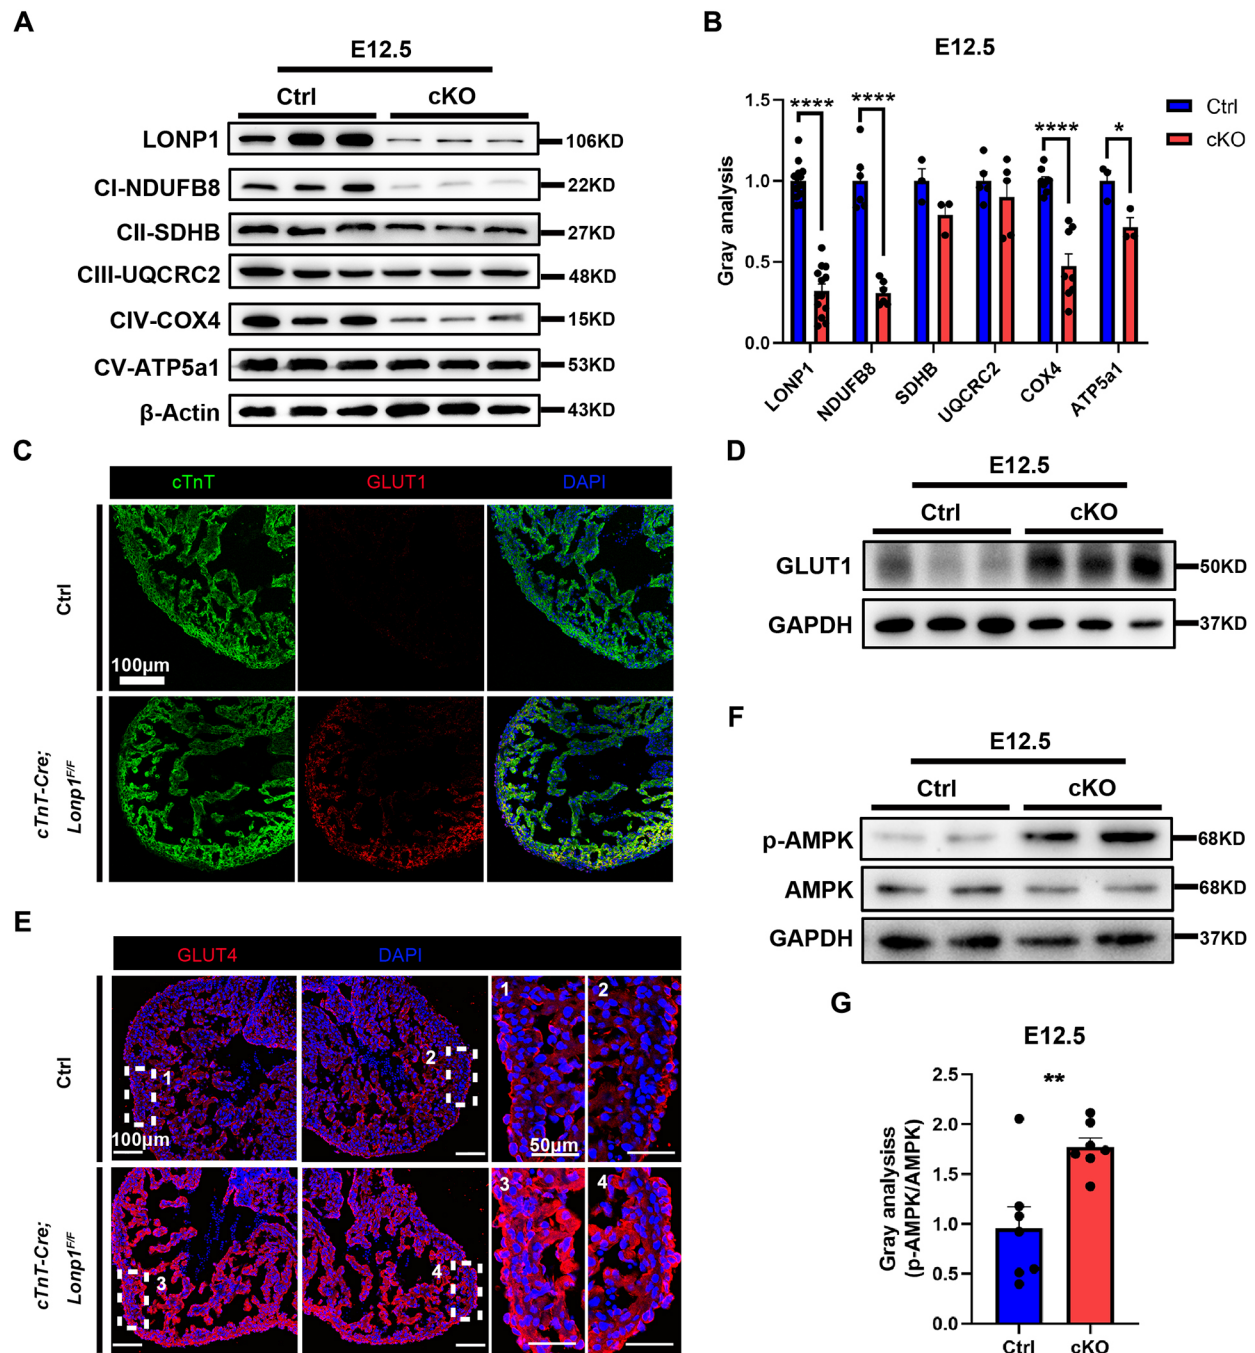 A
E12.5
Ctrl cKO
LONP1 106KD
CI-NDUFB8 22KD
CII-SDHB 27KD
CIII-UQCRC2 48KD
CIV-COX4 15KD
CV-ATP5a1 53KD
β-Actin 43KD
B
E12.5
Gray analysis
1.5
1.0
0.5
0.0
**** **** **** *
LONP1 NDUFB8 SDHB UQCRC2 COX4 ATP5a1
Ctrl
cKO
C
cTnT GLUT1 DAPI
Ctrl
100μm
cTnT-Cre;
Lonp1F/F
D
E12.5
Ctrl cKO
GLUT1 50KD
GAPDH 37KD
E
GLUT4 DAPI
Ctrl
1 2 1 2
100μm 50μm
cTnT-Cre;
Lonp1F/F
3 4 3 4
F
E12.5
Ctrl cKO
p-AMPK 68KD
AMPK 68KD
GAPDH 37KD
G
E12.5
**
Gray analysiss
(p-AMPK/AMPK)
2.5
2.0
1.5
1.0
0.5
0.0
Ctrl cKO